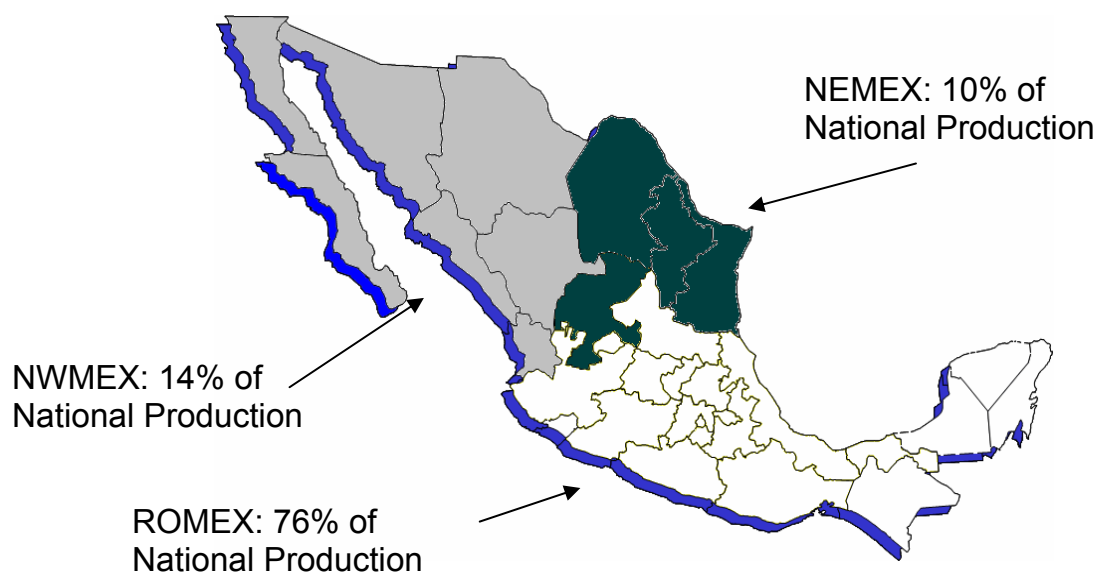 NEMEX: 10% of
National Production
NWMEX: 14% of
National Production
ROMEX: 76% of
National Production